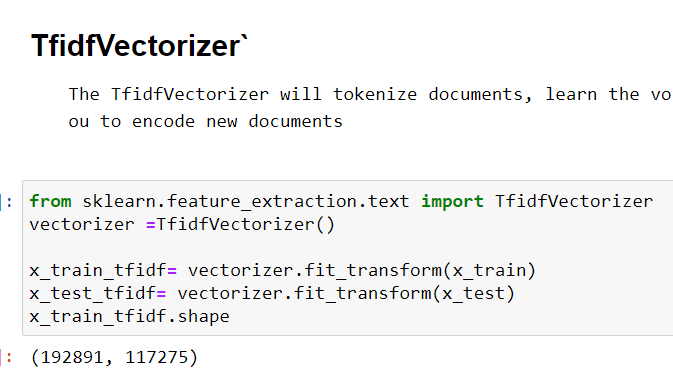 TfidfVectorizer`
The TfidfVectorizer will tokenize documents, learn the vo
ou to encode new documents
]: from sklearn.feature_extraction.text import TfidfVectorizer
vectorizer =TfidfVectorizer()
x_train_tfidf= vectorizer.fit_transform(x_train)
x_test_tfidf= vectorizer.fit_transform(x_test)
x_train_tfidf.shape
]: (192891, 117275)